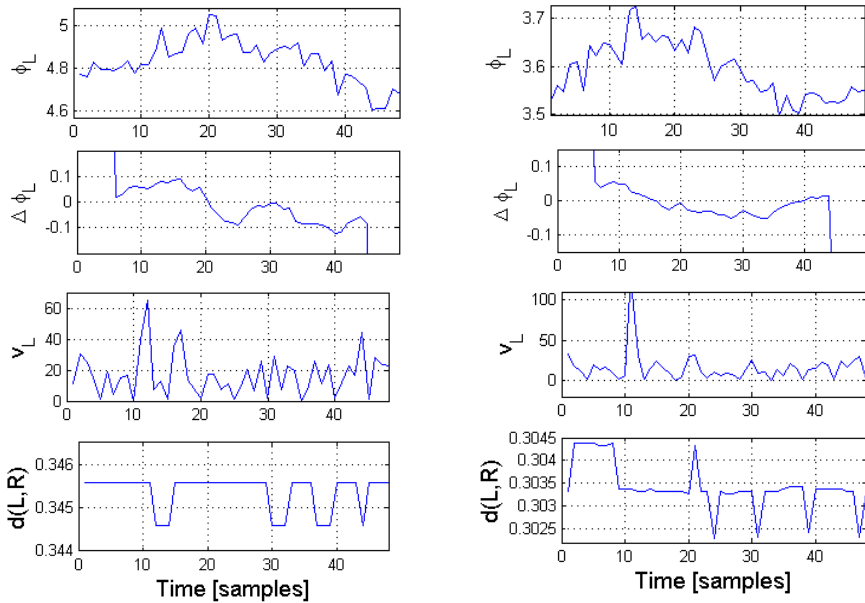 5
4.8
4.6
ϕL
0 10 20 30 40
0.1
0
-0.1
Δ ϕL
0 10 20 30 40
60
40
20
0
vL
0 10 20 30 40
0.346
0.345
0.344
d(L,R)
0 10 20 30 40
Time [samples]
3.7
3.6
3.5
ϕL
10 20 30 40
0.1
0
-0.1
Δ ϕL
0 10 20 30 40
100
50
0
vL
0 10 20 30 40
0.3045
0.304
0.3035
0.303
0.3025
d(L,R)
0 10 20 30 40
Time [samples]